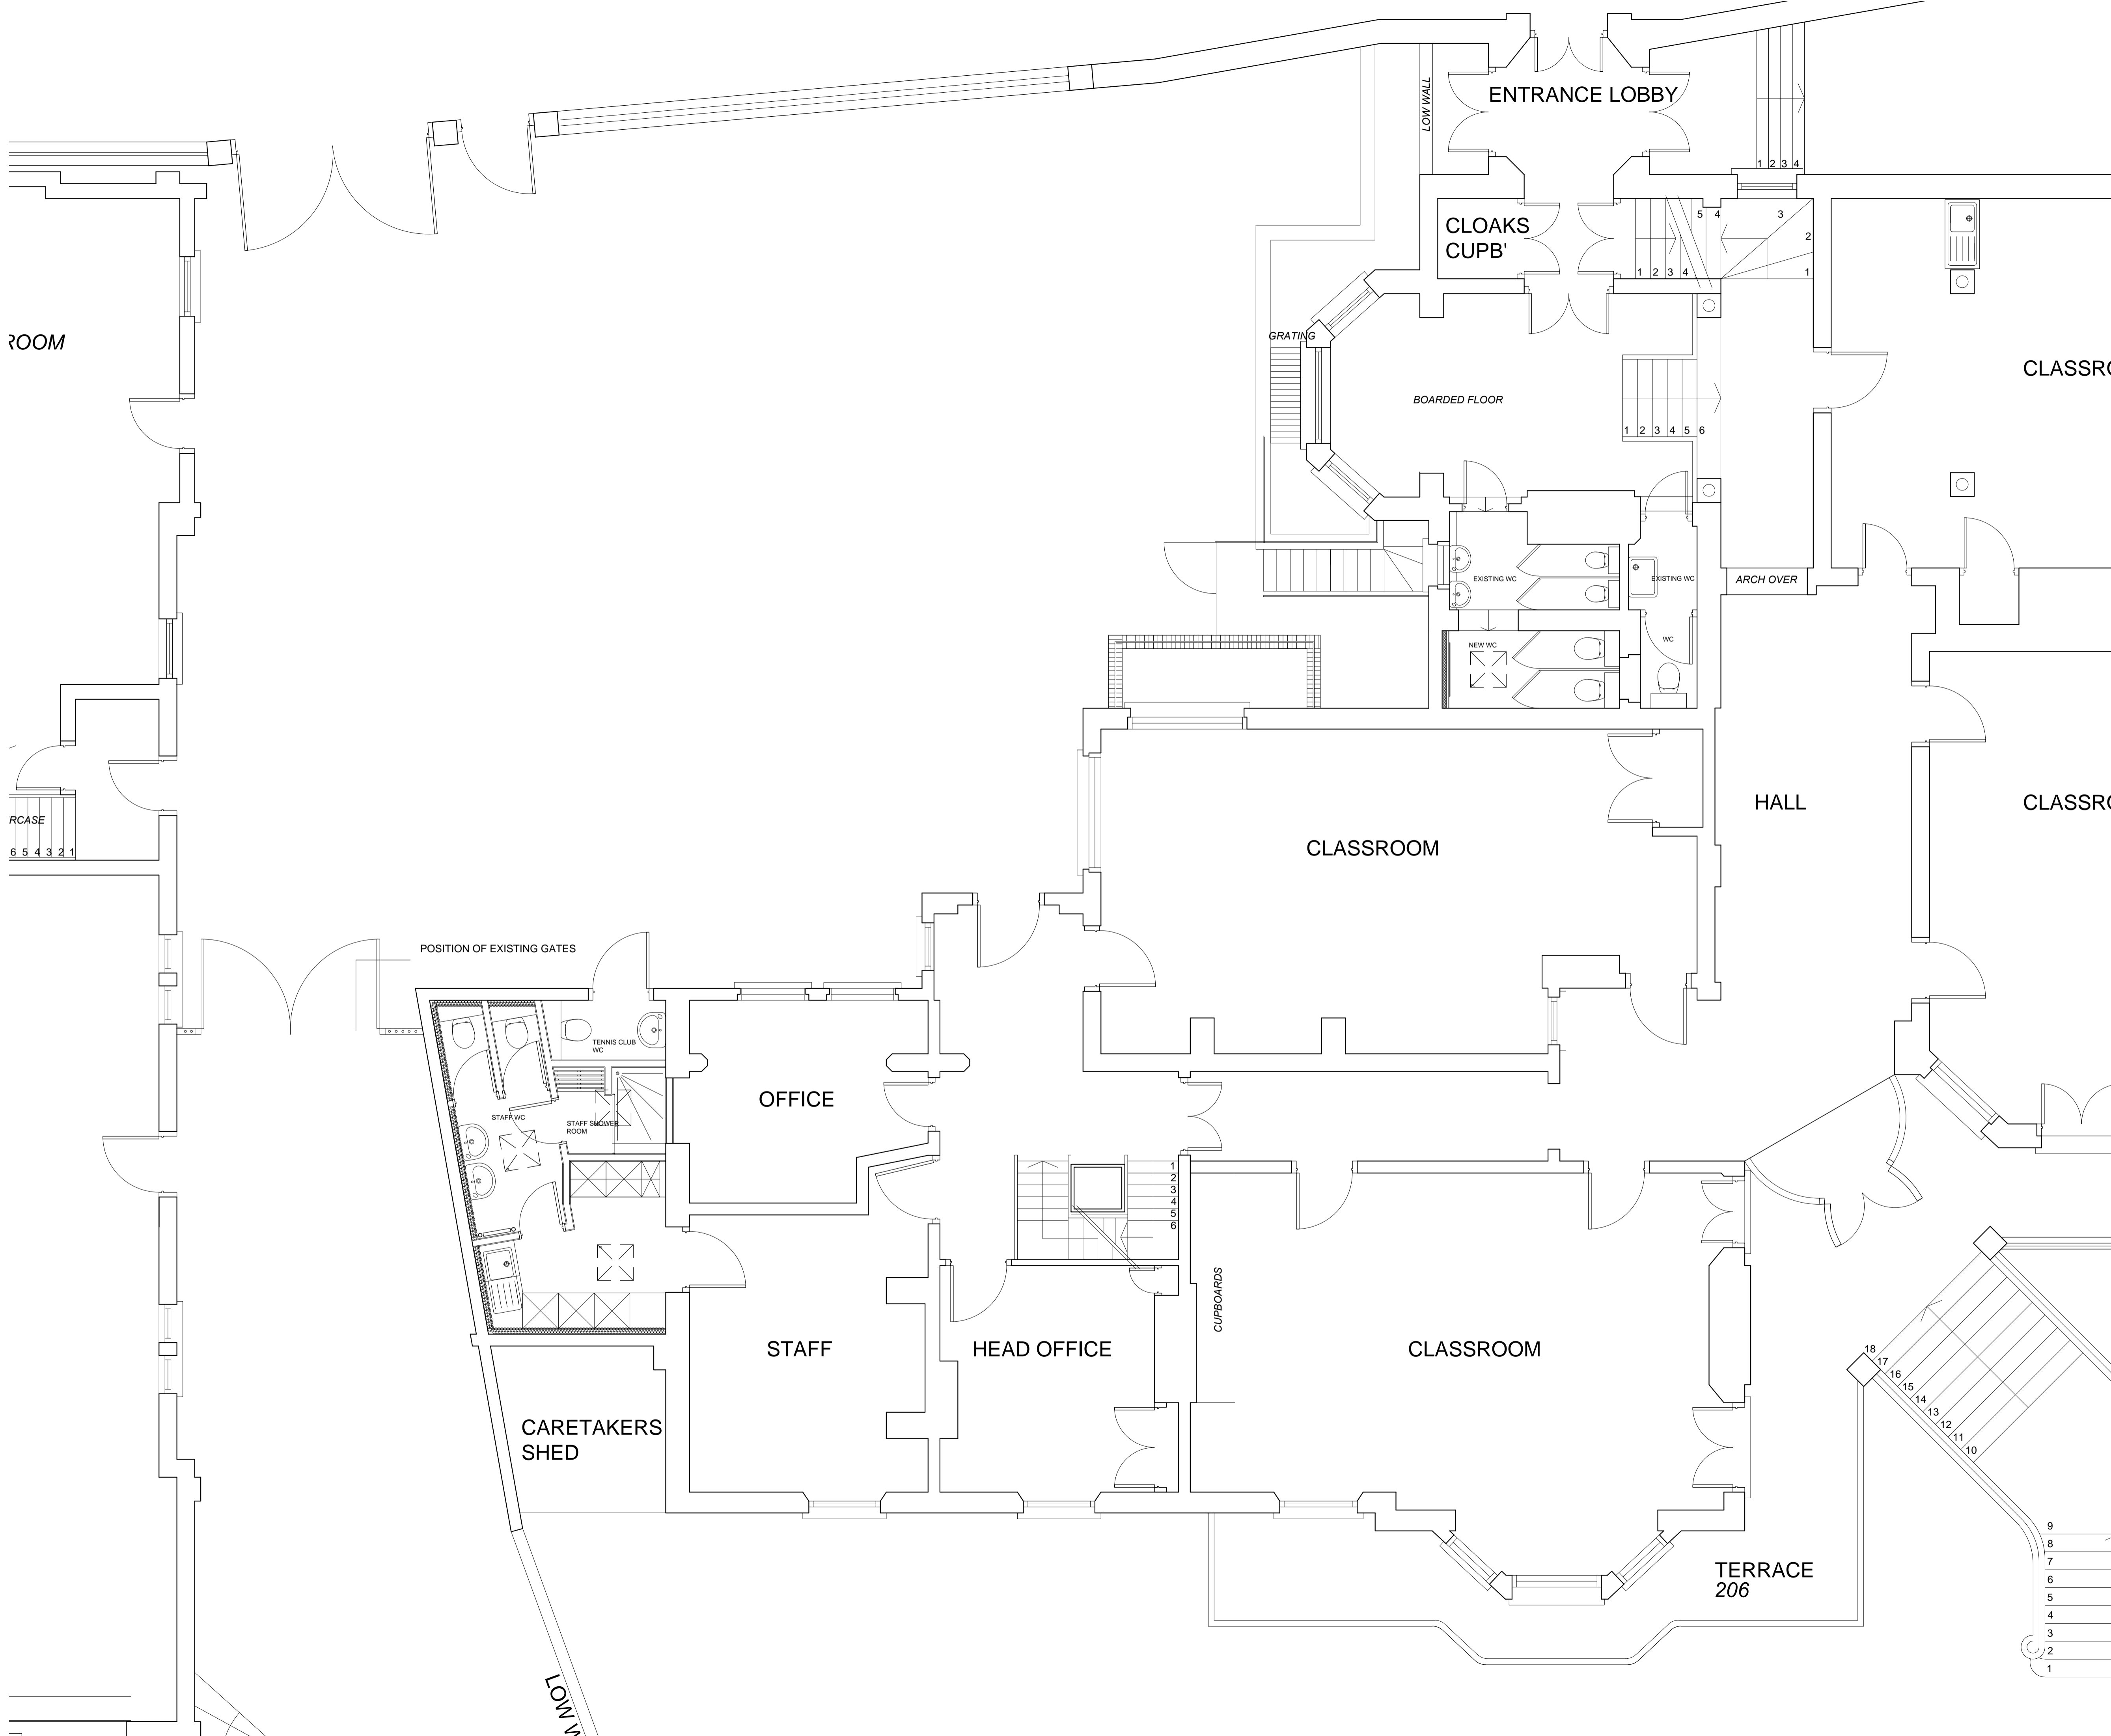 ENTRANCE LOBBY
LOW WALL
1 2 3 4
CLOAKS
CUPB'
5 4 3
2
1
1 2 3 4
ROOM
GRATING
CLASSRO
BOARDED FLOOR
1 2 3 4 5 6
EXISTING WC
EXISTING WC
ARCH OVER
WC
NEW WC
HALL
CLASSRO
RCASE
6 5 4 3 2 1
CLASSROOM
POSITION OF EXISTING GATES
TENNIS CLUB
WC
OFFICE
STAFF WC
STAFF SHOWER
ROOM
1
2
3
4
5
6
CUPBOARDS
STAFF
HEAD OFFICE
CLASSROOM
18
17
16
15
14
13
12
11
10
CARETAKERS
SHED
9
8
7
6
5
4
3
2
1
TERRACE
206
LOW W